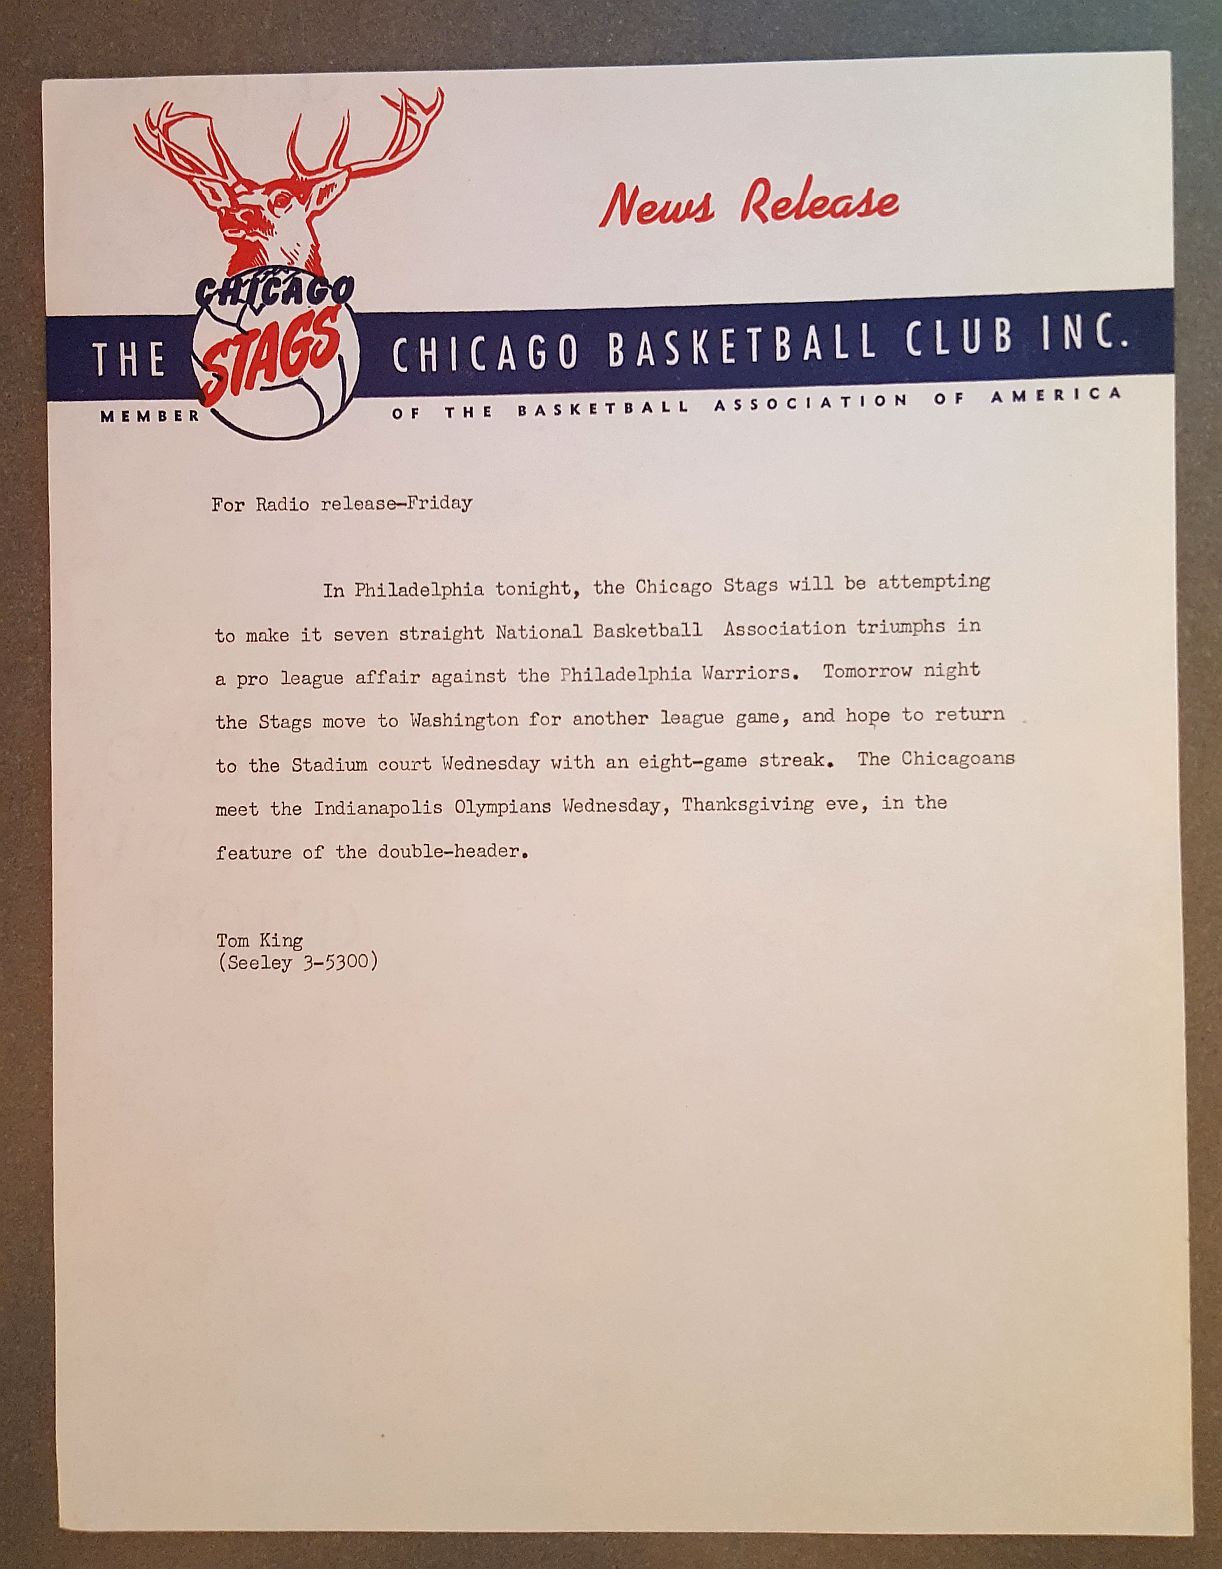 News Release
CHICAGO
STAGS
THE CHICAGO BASKETBALL CLUB INC.
MEMBER OF THE BASKETBALL ASSOCIATION OF AMERICA
For Radio release—Friday
In Philadelphia tonight, the Chicago Stags will be attempting
to make it seven straight National Basketball Association triumphs in
a pro league affair against the Philadelphia Warriors. Tomorrow night
the Stags move to Washington for another league game, and hope to return
to the Stadium court Wednesday with an eight-game streak. The Chicagoans
meet the Indianapolis Olympians Wednesday, Thanksgiving eve, in the
feature of the double-header.
Tom King
(Seeley 3-5300)